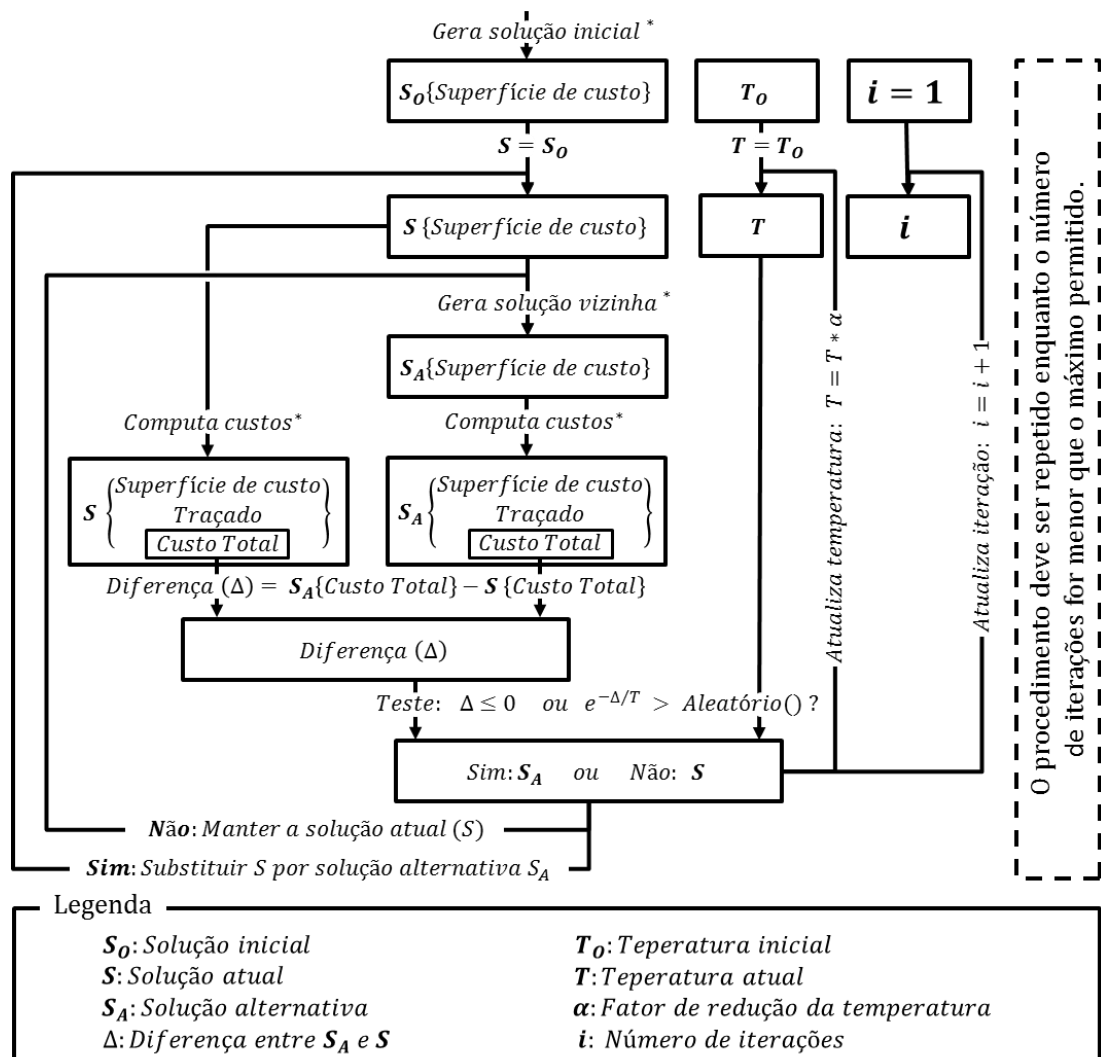 Gera solução inicial *
S_O{Superfície de custo}
T_O
i = 1
S = S_O
T = T_O
S {Superfície de custo}
T
i
Gera solução vizinha *
S_A{Superfície de custo}
Computa custos*
Computa custos*
S { Superfície de custo
Traçado
Custo Total }
S_A { Superfície de custo
Traçado
Custo Total }
Diferença (Δ) = S_A{Custo Total} − S {Custo Total}
Diferença (Δ)
Teste: Δ ≤ 0 ou e^{−Δ/T} > Aleatório() ?
Sim: S_A ou Não: S
Não: Manter a solução atual (S)
Sim: Substituir S por solução alternativa S_A
Atualiza temperatura: T = T * α
Atualiza iteração: i = i + 1
O procedimento deve ser repetido enquanto o número
de iterações for menor que o máximo permitido.
Legenda
S_O: Solução inicial
S: Solução atual
S_A: Solução alternativa
Δ: Diferença entre S_A e S
T_O: Teperatura inicial
T: Teperatura atual
α: Fator de redução da temperatura
i: Número de iterações